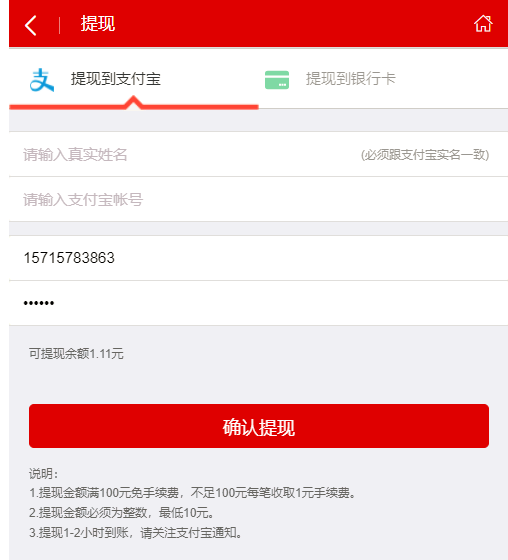 提现
支 提现到支付宝 提现到银行卡
请输入真实姓名 (必须跟支付宝实名一致)
请输入支付宝帐号
15715783863
••••••
可提现余额1.11元
确认提现
说明：
1.提现金额满100元免手续费，不足100元每笔收取1元手续费。
2.提现金额必须为整数，最低10元。
3.提现1-2小时到账，请关注支付宝通知。